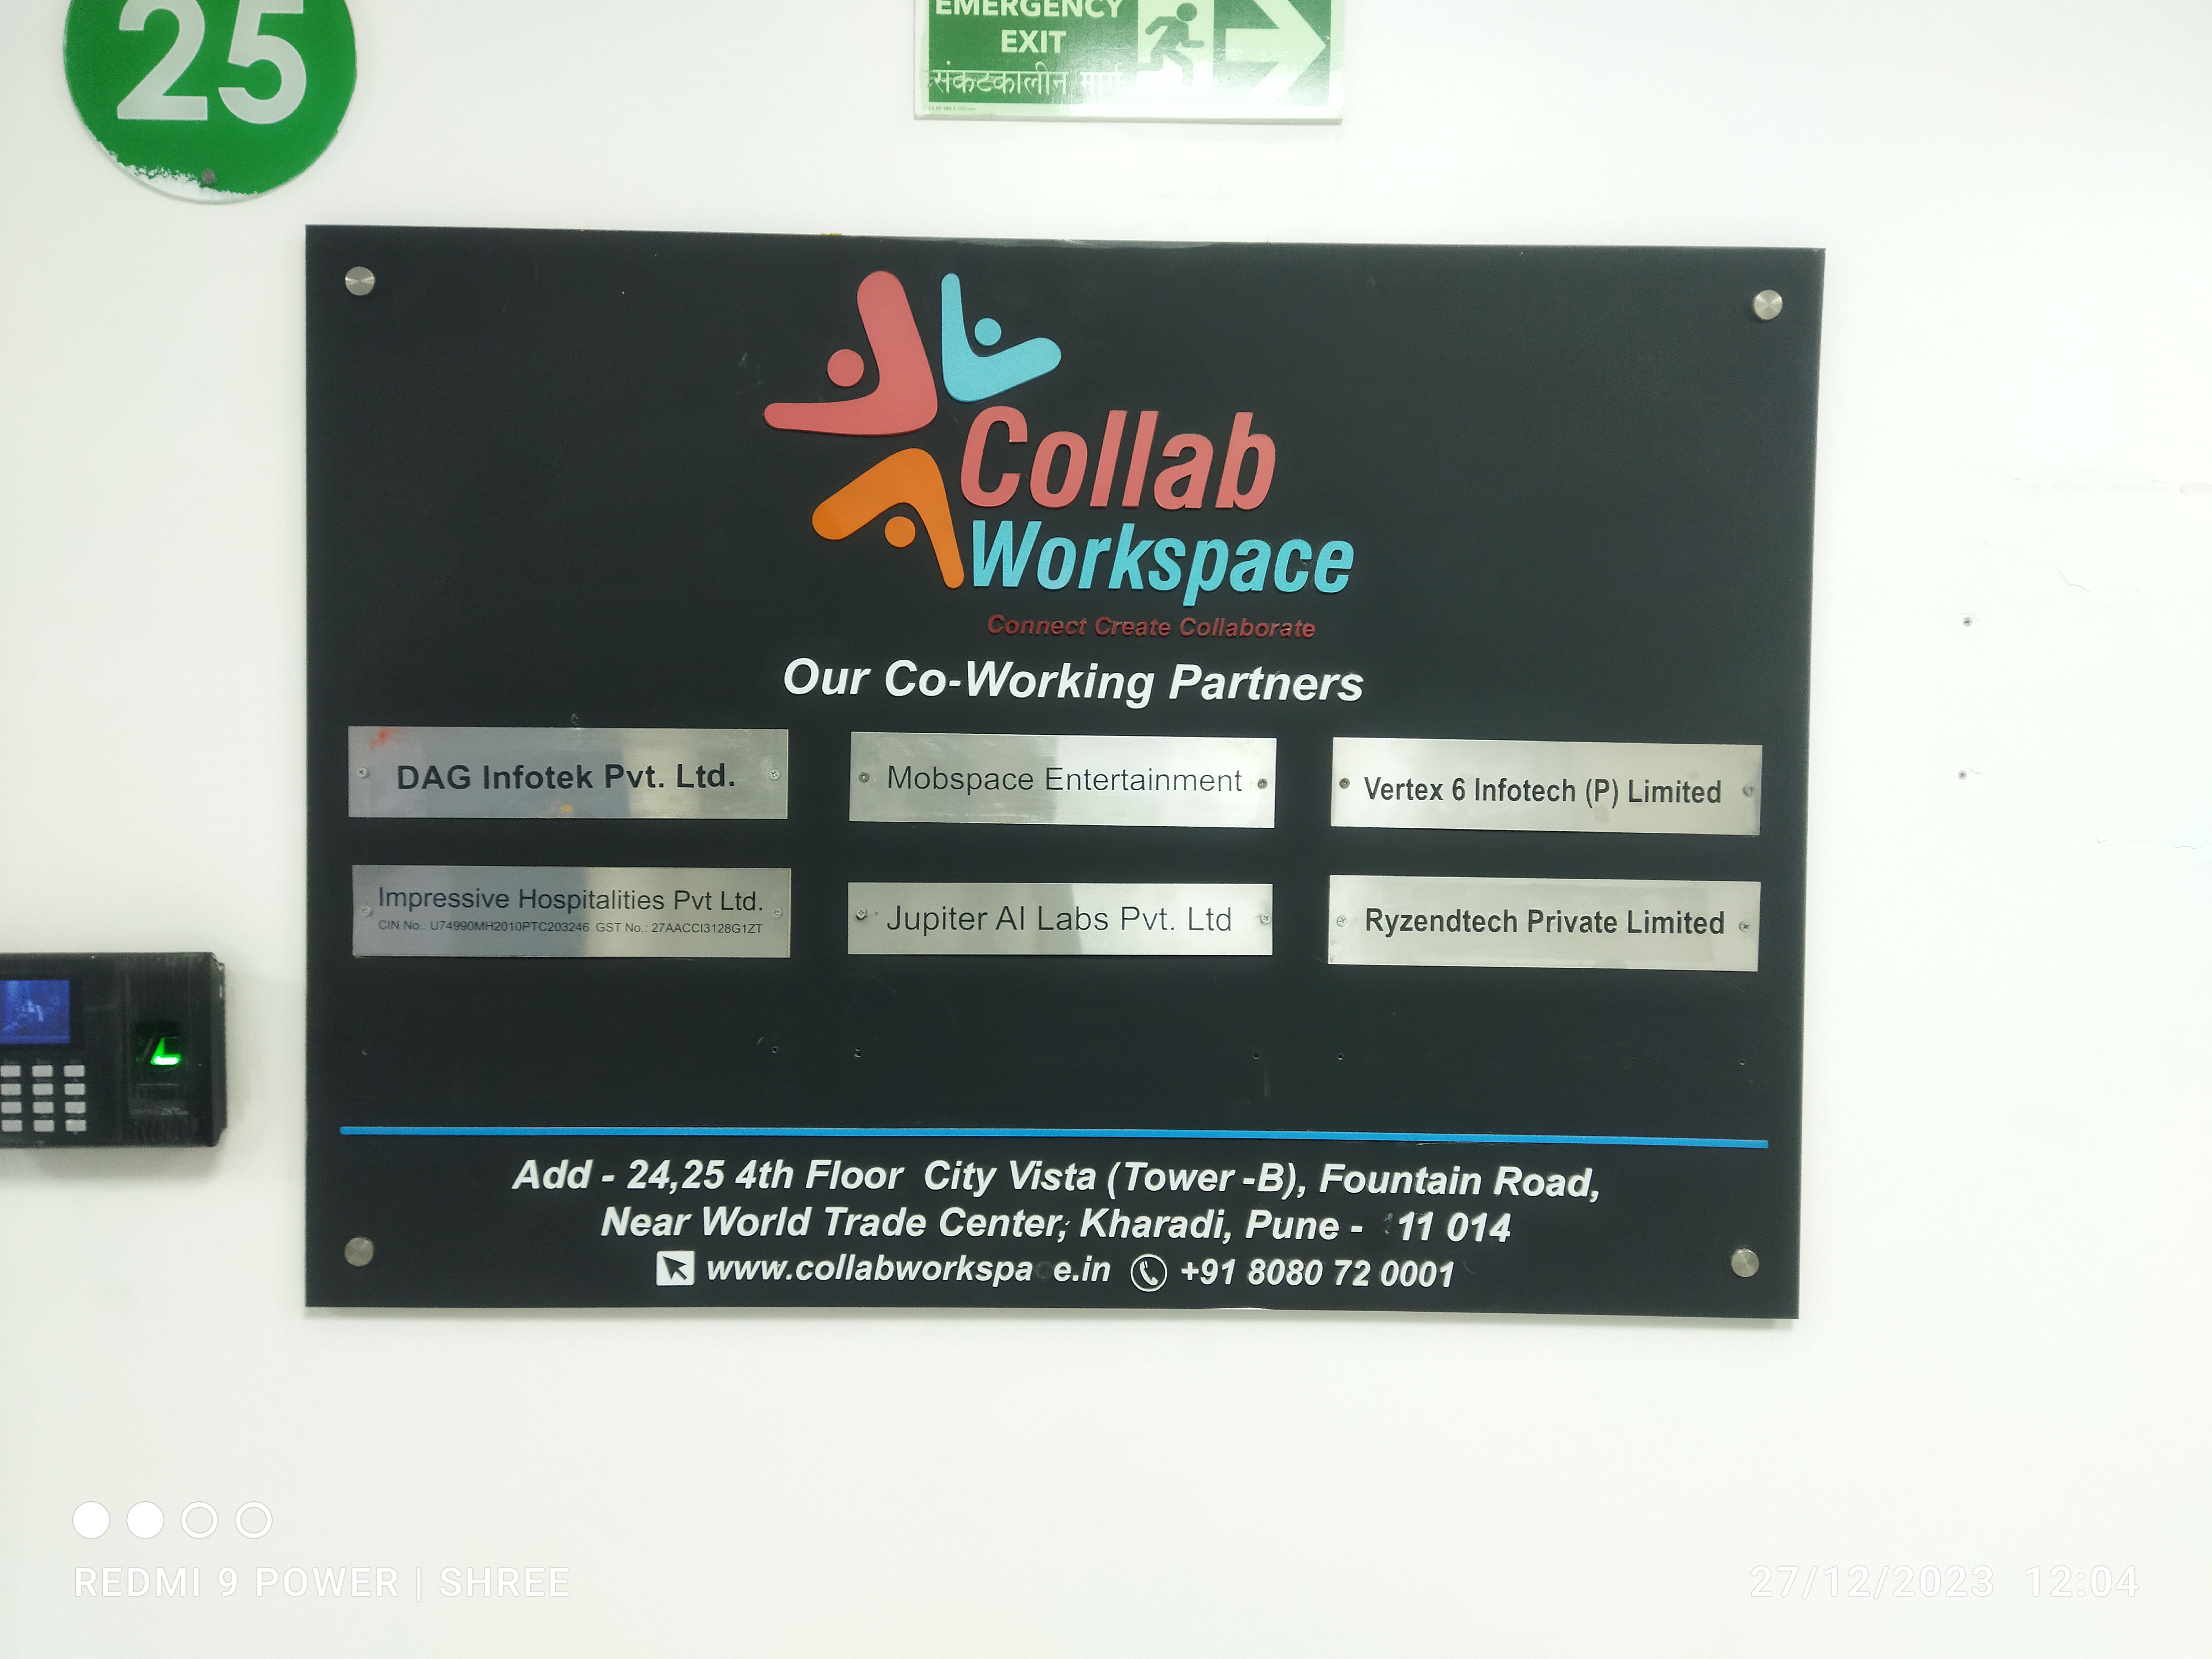 25
EMERGENCY
EXIT
संकटकालीन मार्ग
Collab
Workspace
Connect Create Collaborate
Our Co-Working Partners
DAG Infotek Pvt. Ltd.
Mobspace Entertainment
Vertex 6 Infotech (P) Limited
Impressive Hospitalities Pvt Ltd.
CIN No.: U74990MH2010PTC203246 GST No.: 27AACCI3128G1ZT
Jupiter AI Labs Pvt. Ltd
Ryzendtech Private Limited
Add - 24,25 4th Floor City Vista (Tower -B), Fountain Road,
Near World Trade Center, Kharadi, Pune - 11 014
www.collabworkspa e.in +91 8080 72 0001
REDMI 9 POWER | SHREE
27/12/2023 12:04